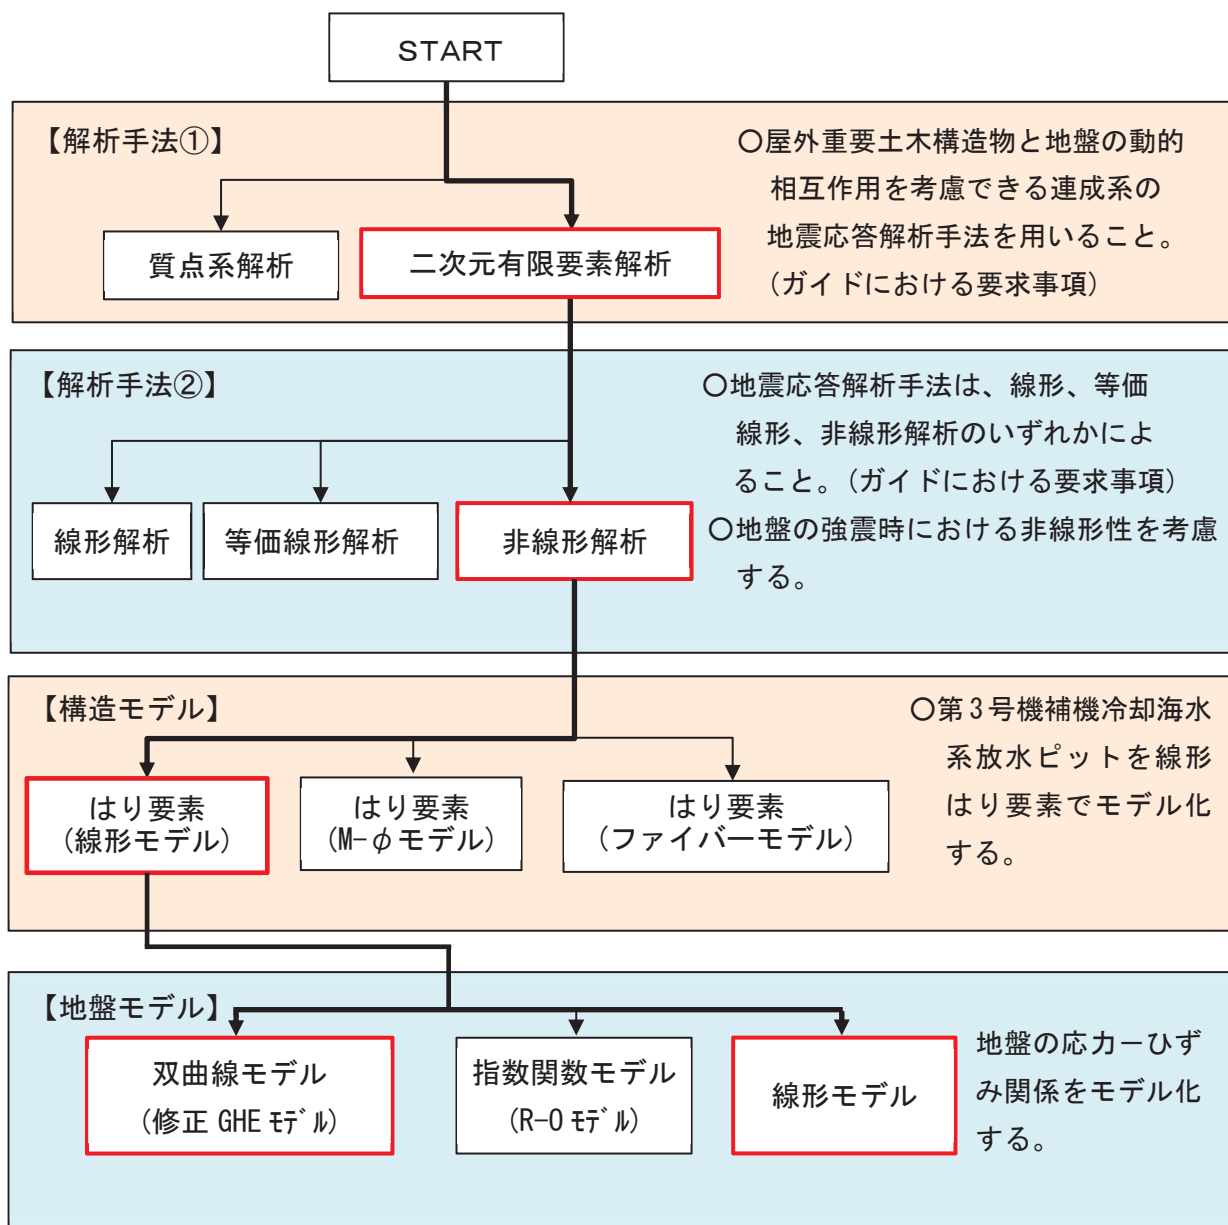 START
【解析手法①】
質点系解析
二次元有限要素解析
○屋外重要土木構造物と地盤の動的
相互作用を考慮できる連成系の
地震応答解析手法を用いること。
(ガイドにおける要求事項)
【解析手法②】
線形解析
等価線形解析
非線形解析
○地震応答解析手法は、線形、等価
線形、非線形解析のいずれかによ
ること。(ガイドにおける要求事項)
○地盤の強震時における非線形性を考慮
する。
【構造モデル】
はり要素
(線形モデル)
はり要素
(M-φモデル)
はり要素
(ファイバーモデル)
○第3号機補機冷却海水
系放水ピットを線形
はり要素でモデル化
する。
【地盤モデル】
双曲線モデル
(修正 GHE ﾓﾃﾞﾙ)
指数関数モデル
(R-O ﾓﾃﾞﾙ)
線形モデル
地盤の応力－ひず
み関係をモデル化
する。